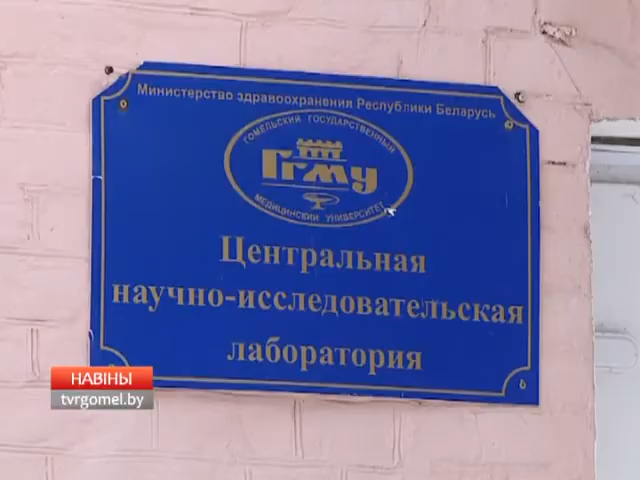 Министерство здравоохранения Республики Беларусь
ГОМЕЛЬСКИЙ ГОСУДАРСТВЕННЫЙ
ГГМУ
МЕДИЦИНСКИЙ УНИВЕРСИТЕТ
Центральная
научно-исследовательская
лаборатория
НАВІНЫ
tvrgomel.by